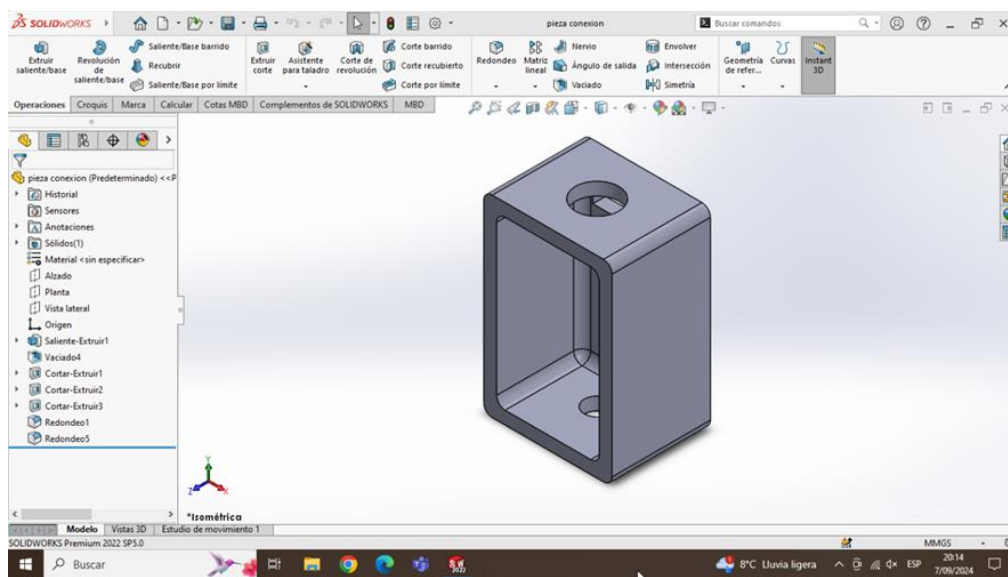 SOLIDWORKS
pieza conexion
Buscar comandos
Extruir saliente/base
Revolución de saliente/base
Saliente/Base barrido
Recubrir
Saliente/Base por límite
Extruir corte
Asistente para taladro
Corte de revolución
Corte barrido
Corte recubierto
Corte por límite
Redondeo
Matriz lineal
Nervio
Ángulo de salida
Vaciado
Envolver
Intersección
Simetría
Geometría de refer...
Curvas
Instant 3D
Operaciones
Croquis
Marca
Calcular
Cotas MBD
Complementos de SOLIDWORKS
MBD
pieza conexion (Predeterminado) <<P
Historial
Sensores
Anotaciones
Sólidos(1)
Material <sin especificar>
Alzado
Planta
Vista lateral
Origen
Saliente-Extruir1
Vaciado4
Cortar-Extruir1
Cortar-Extruir2
Cortar-Extruir3
Redondeo1
Redondeo5
*Isométrica
Modelo
Vistas 3D
Estudio de movimiento 1
SOLIDWORKS Premium 2022 SP5.0
MMGS
Buscar
8°C Lluvia ligera
ESP
20:14
7/09/2024